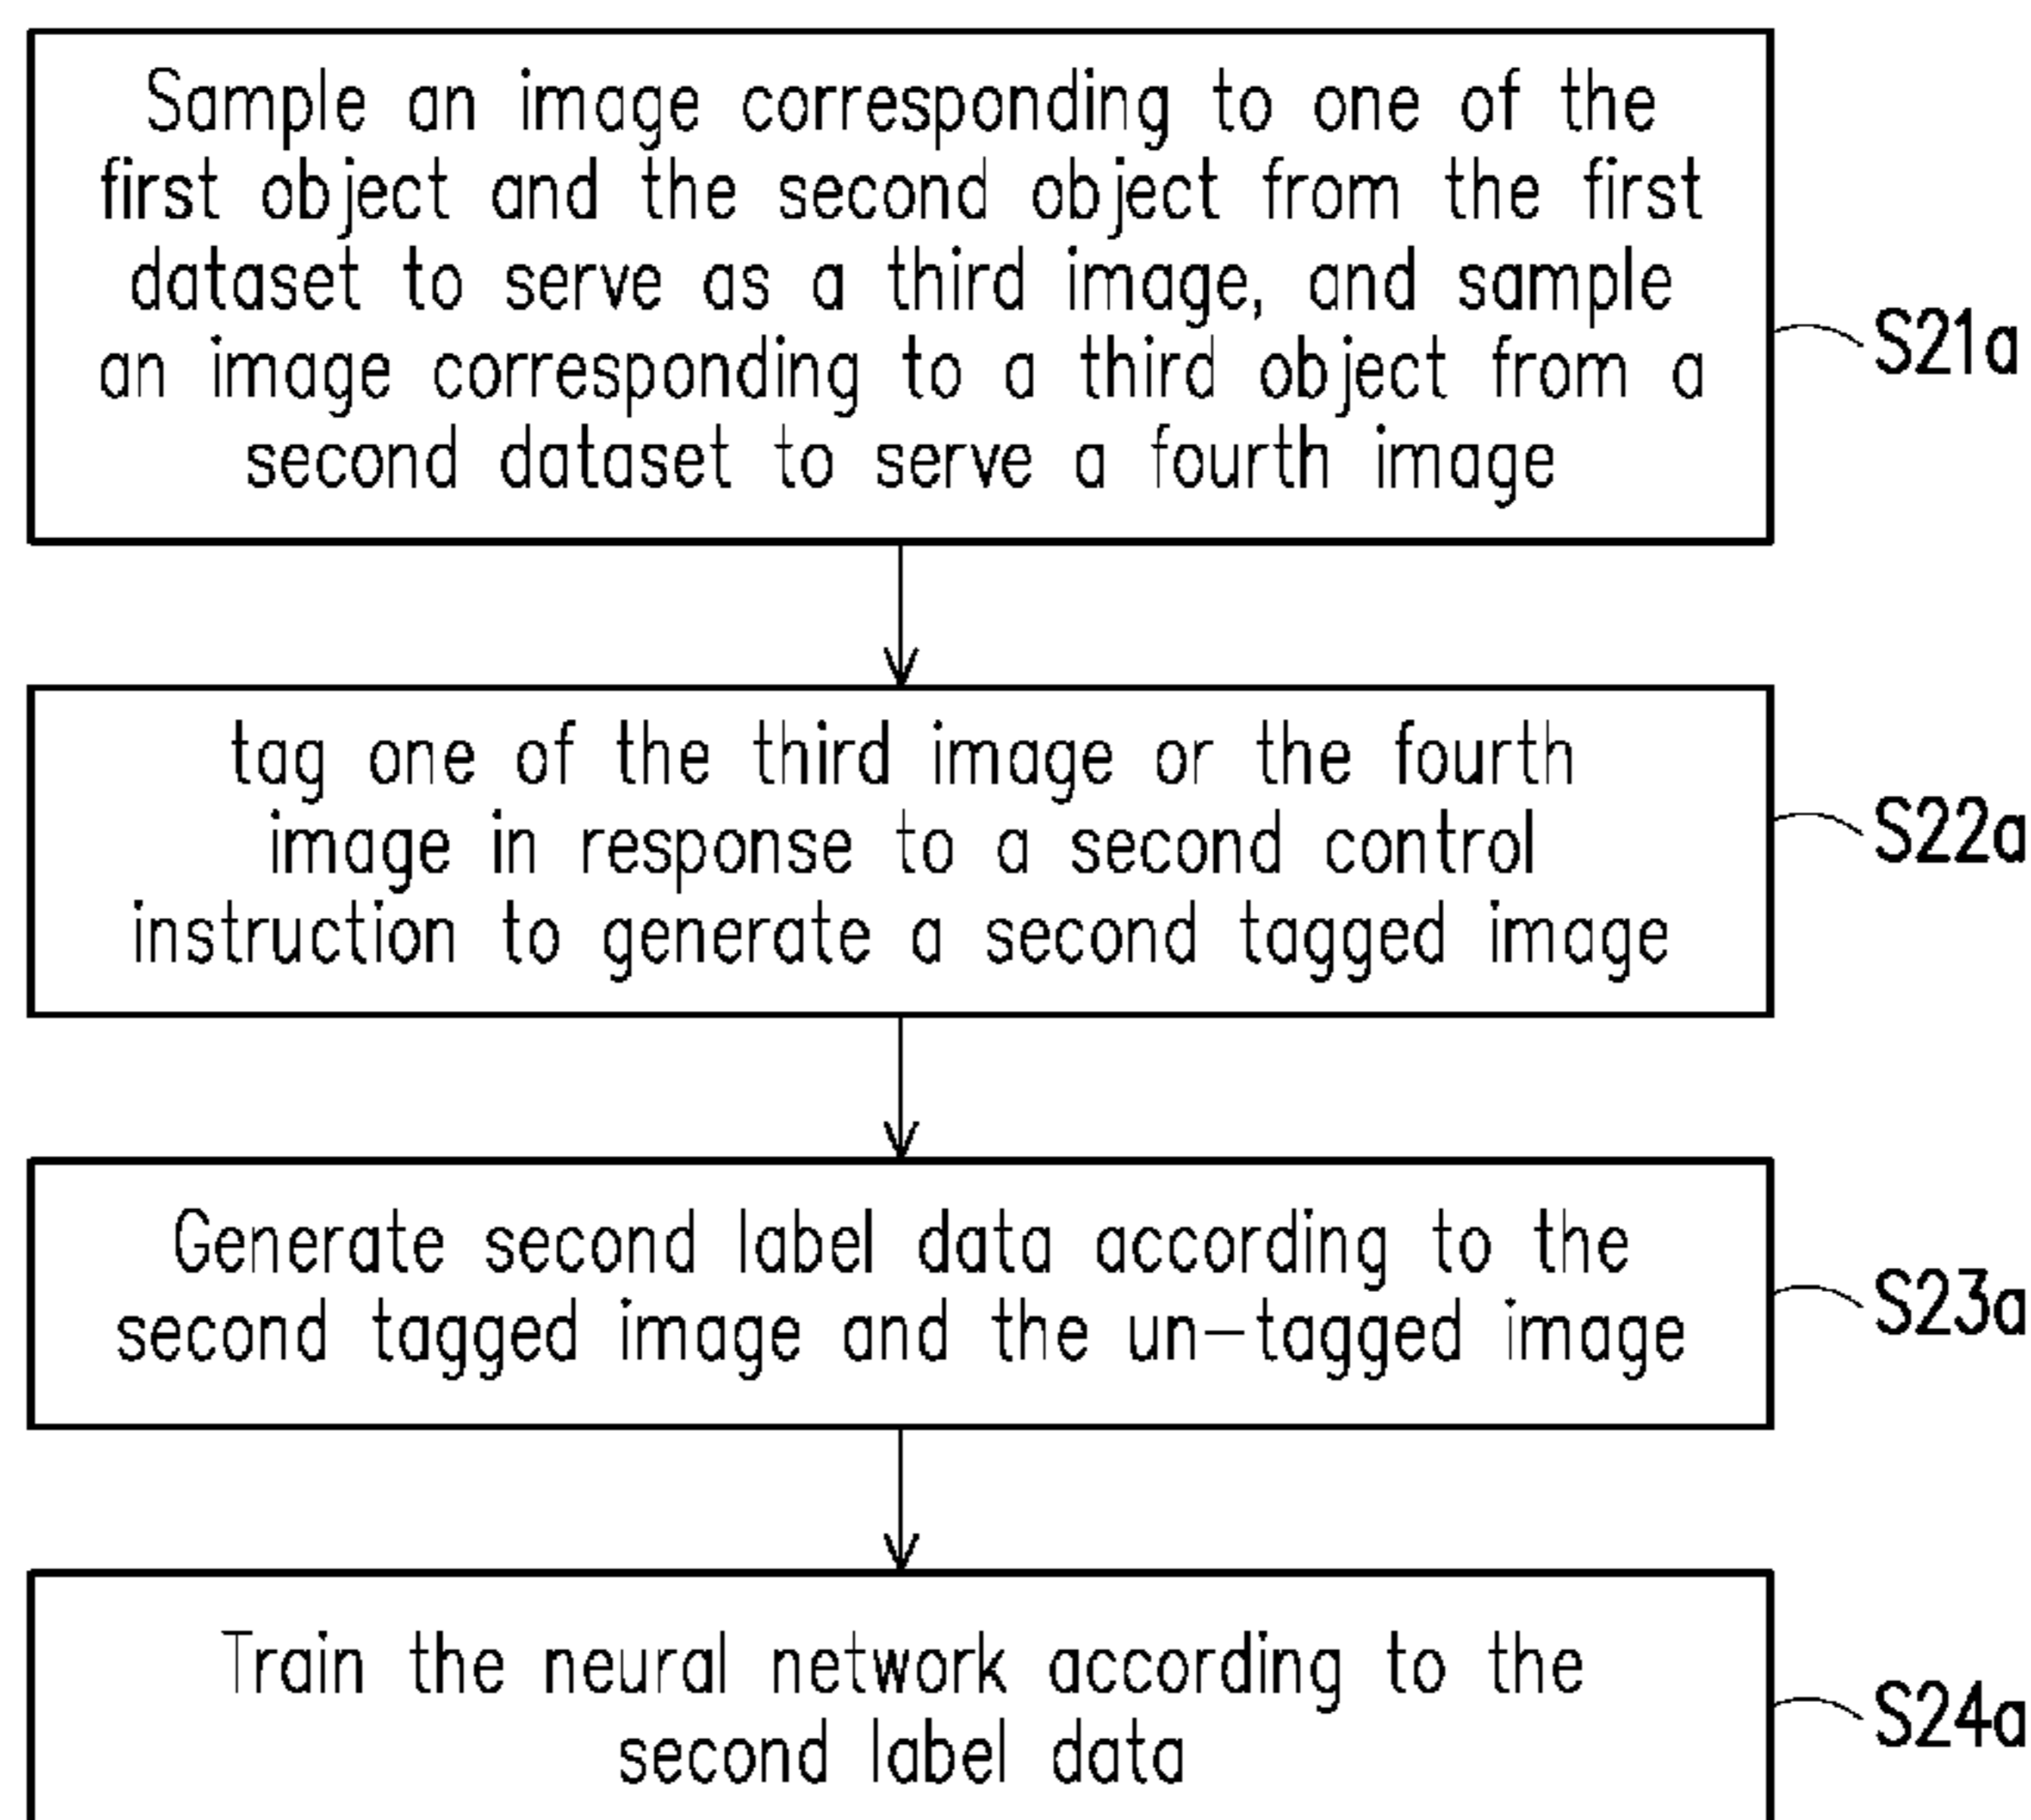 Sample an image corresponding to one of the
first object and the second object from the first
dataset to serve as a third image, and sample
an image corresponding to a third object from a
second dataset to serve a fourth image
S21a
tag one of the third image or the fourth
image in response to a second control
instruction to generate a second tagged image
S22a
Generate second label data according to the
second tagged image and the un-tagged image
S23a
Train the neural network according to the
second label data
S24a